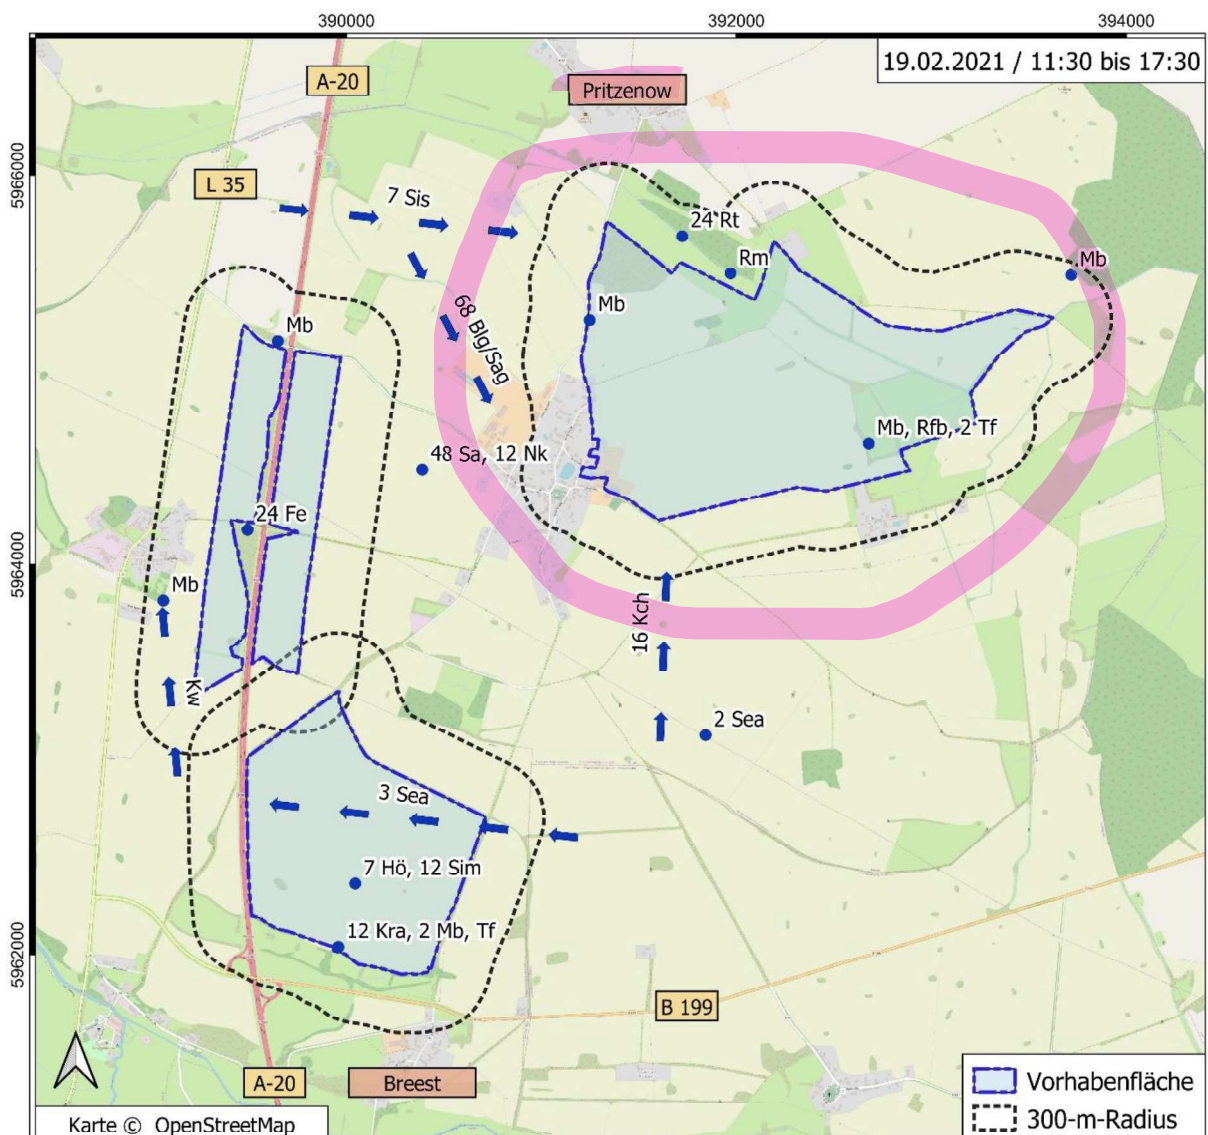 390000
392000
394000
A-20
Pritzenow
19.02.2021 / 11:30 bis 17:30
5966000
L 35
7 Sis
24 Rt
Rm
Mb
68 Blg/Sag
Mb
Mb
48 Sa, 12 Nk
Mb, Rfb, 2 Tf
24 Fe
5964000
Mb
16 Kch
Kw
2 Sea
3 Sea
7 Hö, 12 Sim
12 Kra, 2 Mb, Tf
5962000
B 199
A-20
Breest
Vorhabenfläche
300-m-Radius
Karte © OpenStreetMap